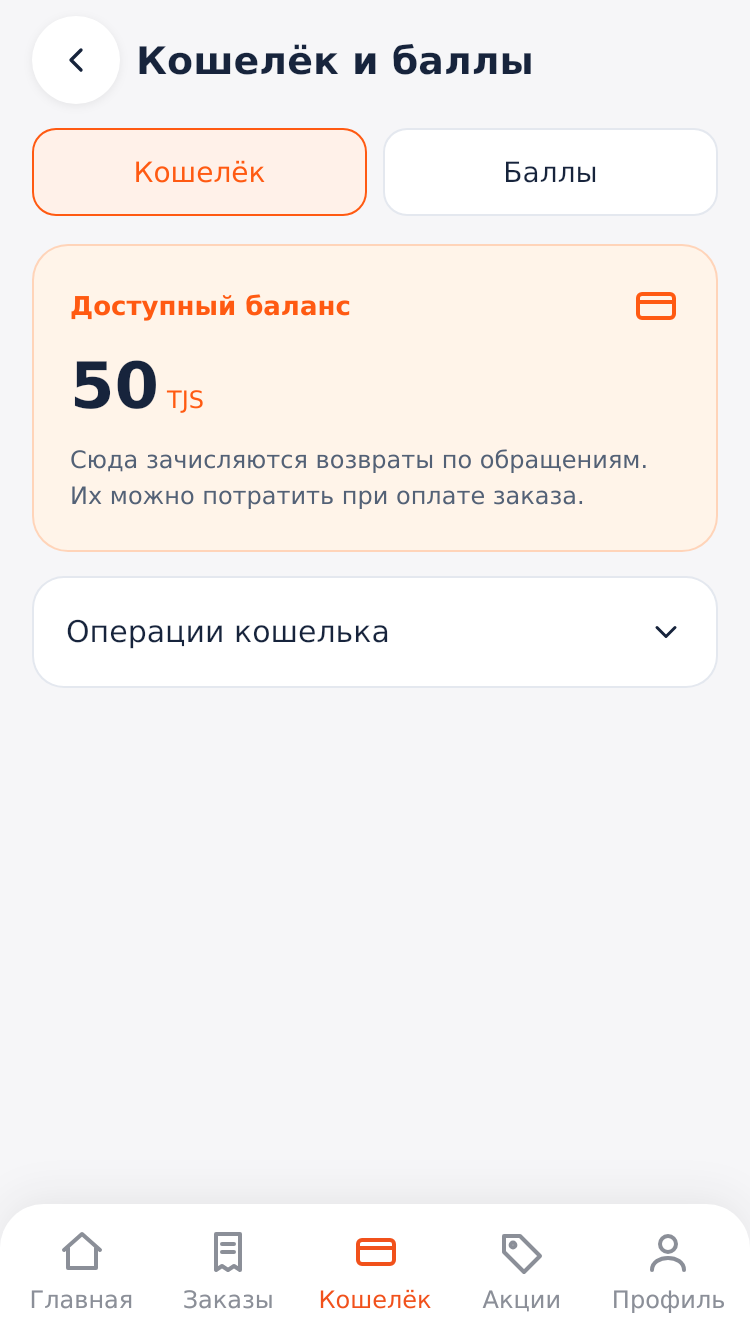 Кошелёк и баллы
Кошелёк
Баллы
Доступный баланс
50 TJS
Сюда зачисляются возвраты по обращениям.
Их можно потратить при оплате заказа.
Операции кошелька
Главная
Заказы
Кошелёк
Акции
Профиль